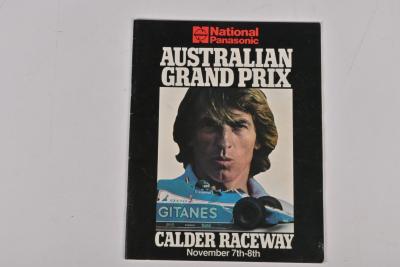 National
Panasonic
AUSTRALIAN
GRAND PRIX
GITANES
CALDER RACEWAY
November 7th-8th